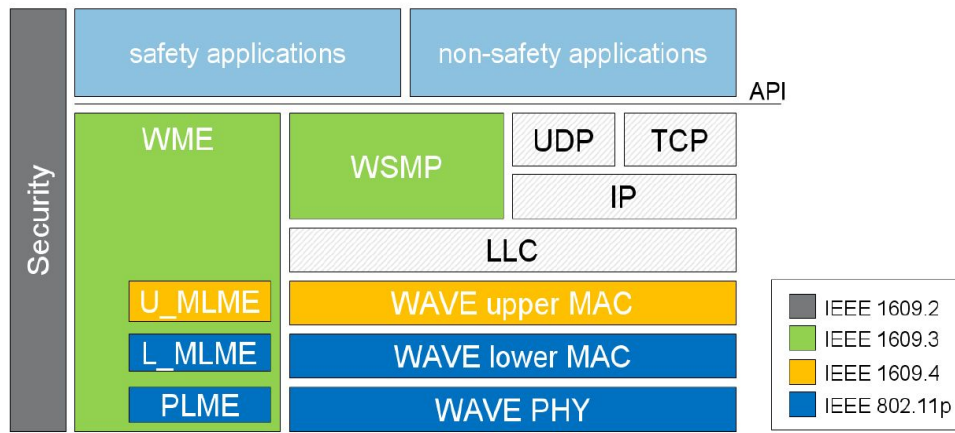 Security
safety applications
non-safety applications
API
WME
WSMP
UDP
TCP
IP
LLC
U_MLME
WAVE upper MAC
L_MLME
WAVE lower MAC
PLME
WAVE PHY
IEEE 1609.2
IEEE 1609.3
IEEE 1609.4
IEEE 802.11p